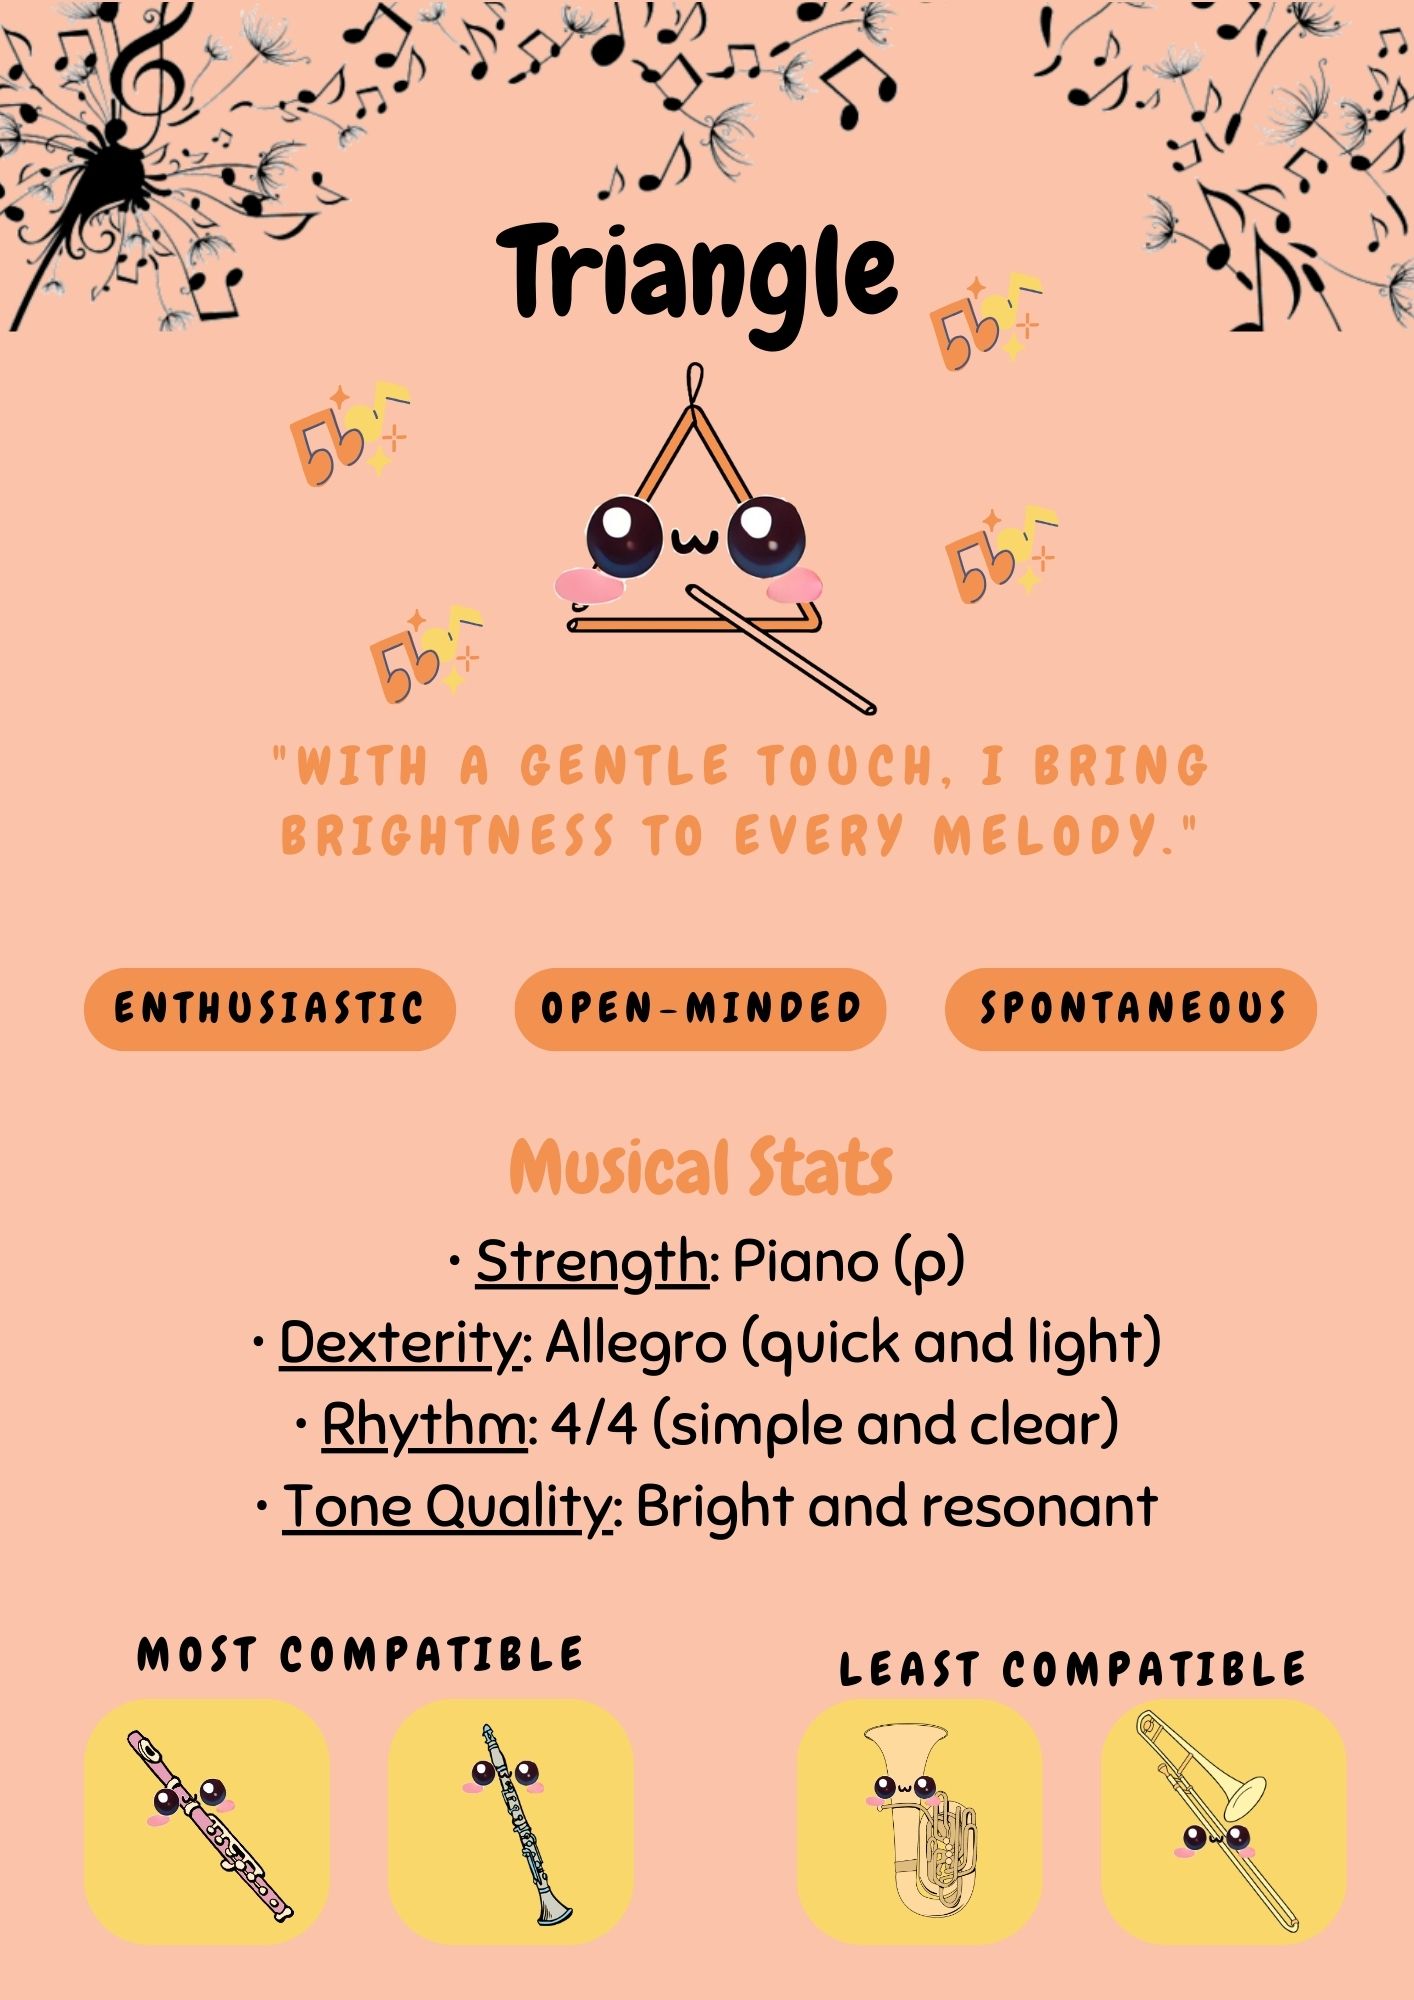 Triangle
"WITH A GENTLE TOUCH, I BRING
BRIGHTNESS TO EVERY MELODY."
ENTHUSIASTIC
OPEN-MINDED
SPONTANEOUS
Musical Stats
• Strength: Piano (p)
• Dexterity: Allegro (quick and light)
• Rhythm: 4/4 (simple and clear)
• Tone Quality: Bright and resonant
MOST COMPATIBLE
LEAST COMPATIBLE